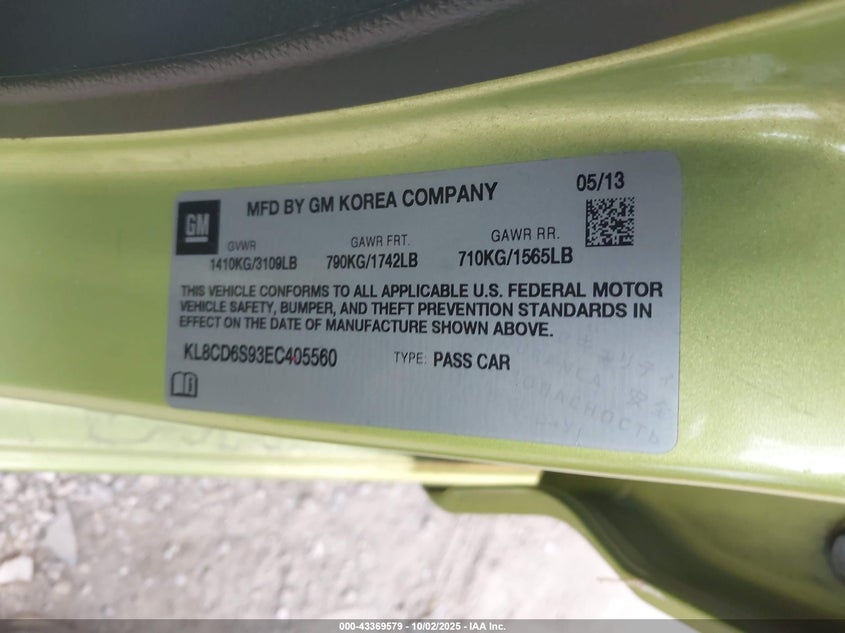 GM
MFD BY GM KOREA COMPANY
05/13
GVWR
GAWR FRT.
GAWR RR.
1410KG/3109LB
790KG/1742LB
710KG/1565LB
THIS VEHICLE CONFORMS TO ALL APPLICABLE U.S. FEDERAL MOTOR
VEHICLE SAFETY, BUMPER, AND THEFT PREVENTION STANDARDS IN
EFFECT ON THE DATE OF MANUFACTURE SHOWN ABOVE.
KL8CD6S93EC405560
TYPE: PASS CAR
000-43369579 - 10/02/2025 - IAA Inc.